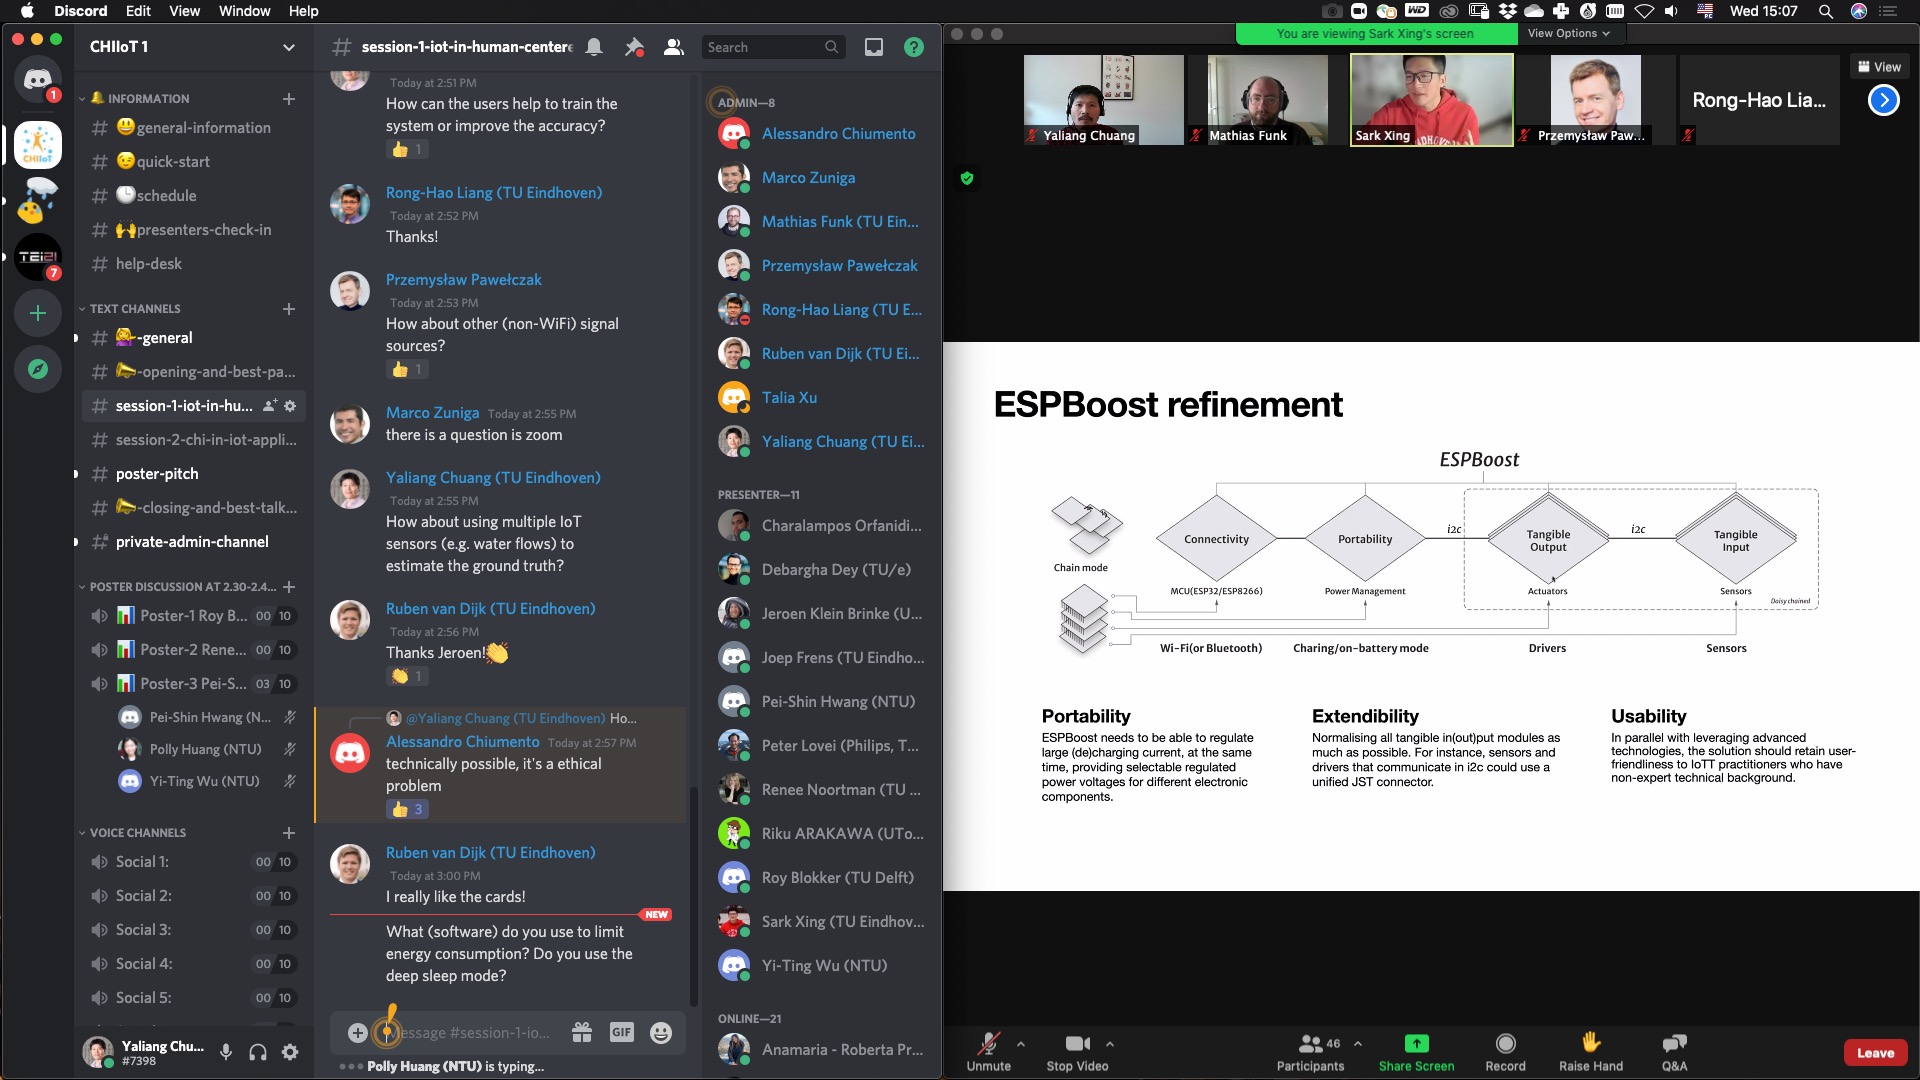 Discord Edit View Window Help
Wed 15:07
CHIIoT 1
1
INFORMATION
# general-information
# quick-start
# schedule
# presenters-check-in
# help-desk
TEI21
7
TEXT CHANNELS
# -general
# -opening-and-best-pa...
# session-1-iot-in-hu...
# session-2-chi-in-iot-appli...
# poster-pitch
# -closing-and-best-talk...
# private-admin-channel
POSTER DISCUSSION AT 2.30-2.4...
Poster-1 Roy B... 00 10
Poster-2 Rene... 00 10
Poster-3 Pei-S... 03 10
Pei-Shin Hwang (N...
Polly Huang (NTU)
Yi-Ting Wu (NTU)
VOICE CHANNELS
Social 1: 00 10
Social 2: 00 10
Social 3: 00 10
Social 4: 00 10
Social 5: 00 10
Yaliang Chu...
#7398
# session-1-iot-in-human-centere
Search
Today at 2:51 PM
How can the users help to train the
system or improve the accuracy?
1
Rong-Hao Liang (TU Eindhoven)
Today at 2:52 PM
Thanks!
Przemysław Pawełczak
Today at 2:53 PM
How about other (non-WiFi) signal
sources?
1
Marco Zuniga Today at 2:55 PM
there is a question is zoom
Yaliang Chuang (TU Eindhoven)
Today at 2:55 PM
How about using multiple IoT
sensors (e.g. water flows) to
estimate the ground truth?
Ruben van Dijk (TU Eindhoven)
Today at 2:56 PM
Thanks Jeroen!
1
@Yaliang Chuang (TU Eindhoven) Ho...
Alessandro Chiumento Today at 2:57 PM
technically possible, it's a ethical
problem
3
Ruben van Dijk (TU Eindhoven)
Today at 3:00 PM
I really like the cards!
NEW
What (software) do you use to limit
energy consumption? Do you use the
deep sleep mode?
Message #session-1-io...
GIF
Polly Huang (NTU) is typing...
ADMIN—8
Alessandro Chiumento
Marco Zuniga
Mathias Funk (TU Ein...
Przemysław Pawełczak
Rong-Hao Liang (TU E...
Ruben van Dijk (TU Ei...
Talia Xu
Yaliang Chuang (TU Ei...
PRESENTER—11
Charalampos Orfanidi...
Debargha Dey (TU/e)
Jeroen Klein Brinke (U...
Joep Frens (TU Eindho...
Pei-Shin Hwang (NTU)
Peter Lovei (Philips, T...
Renee Noortman (TU ...
Riku ARAKAWA (UTo...
Roy Blokker (TU Delft)
Sark Xing (TU Eindhov...
Yi-Ting Wu (NTU)
ONLINE—21
Anamaria - Roberta Pr...
You are viewing Sark Xing's screen
View Options
View
Yaliang Chuang
Mathias Funk
Sark Xing
Przemysław Paw...
Rong-Hao Lia...
ESPBoost refinement
ESPBoost
Chain mode
Connectivity
Portability
i2c
Tangible
Output
i2c
Tangible
Input
MCU(ESP32/ESP8266)
Power Management
Actuators
Sensors
Daisy chained
Wi-Fi(or Bluetooth)
Charing/on-battery mode
Drivers
Sensors
Portability
ESPBoost needs to be able to regulate
large (de)charging current, at the same
time, providing selectable regulated
power voltages for different electronic
components.
Extendibility
Normalising all tangible in(out)put modules as
much as possible. For instance, sensors and
drivers that communicate in i2c could use a
unified JST connector.
Usability
In parallel with leveraging advanced
technologies, the solution should retain user-
friendliness to IoTT practitioners who have
non-expert technical background.
Unmute
Stop Video
46
Participants
Share Screen
Record
Raise Hand
Q&A
Leave